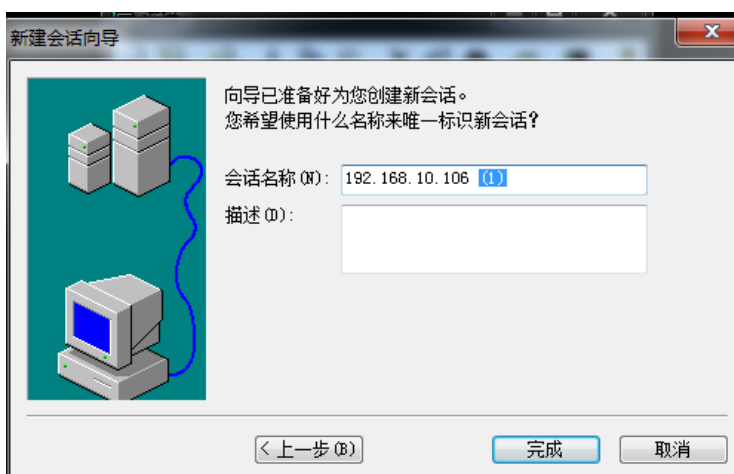 新建会话向导
向导已准备好为您创建新会话。
您希望使用什么名称来唯一标识新会话?
会话名称(N): 192.168.10.106 (1)
描述(D):
< 上一步(B) 完成 取消